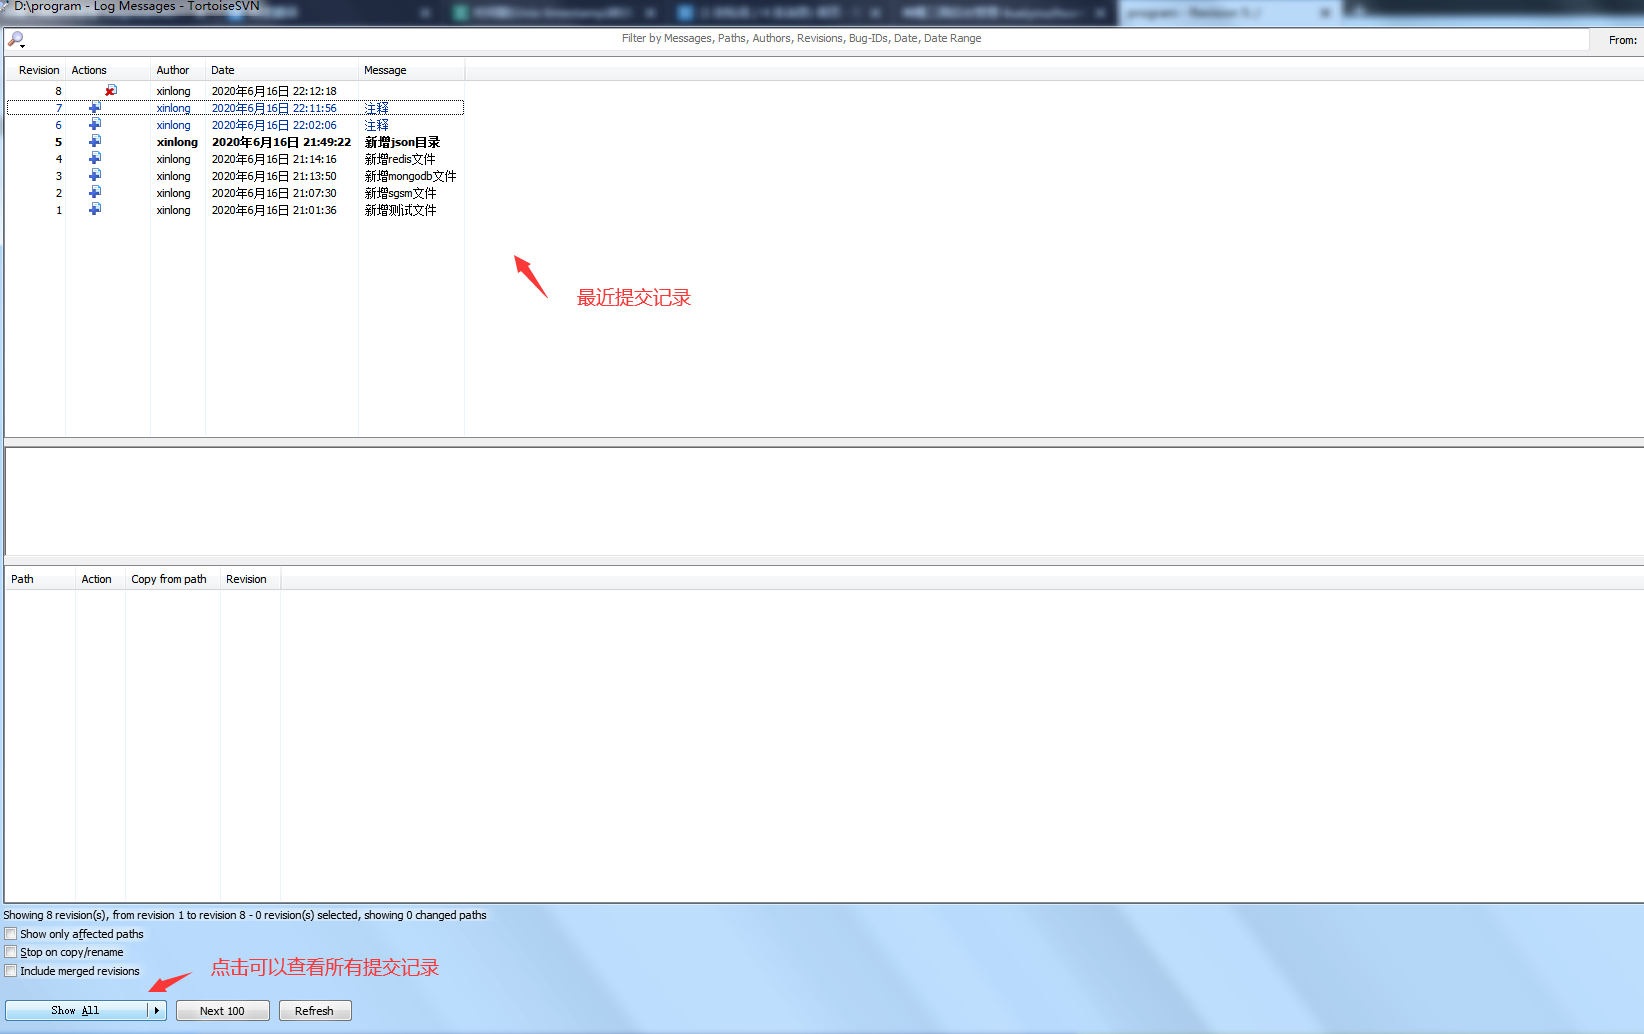 D:\program - Log Messages - TortoiseSVN
Filter by Messages, Paths, Authors, Revisions, Bug-IDs, Date, Date Range
From:
Revision Actions Author Date Message
8 xinlong 2020年6月16日 22:12:18
7 xinlong 2020年6月16日 22:11:56 注释
6 xinlong 2020年6月16日 22:02:06 注释
5 xinlong 2020年6月16日 21:49:22 新增json目录
4 xinlong 2020年6月16日 21:14:16 新增redis文件
3 xinlong 2020年6月16日 21:13:50 新增mongodb文件
2 xinlong 2020年6月16日 21:07:30 新增sgsm文件
1 xinlong 2020年6月16日 21:01:36 新增测试文件
最近提交记录
Path Action Copy from path Revision
Showing 8 revision(s), from revision 1 to revision 8 - 0 revision(s) selected, showing 0 changed paths
Show only affected paths
Stop on copy/rename
Include merged revisions
点击可以查看所有提交记录
Show All Next 100 Refresh